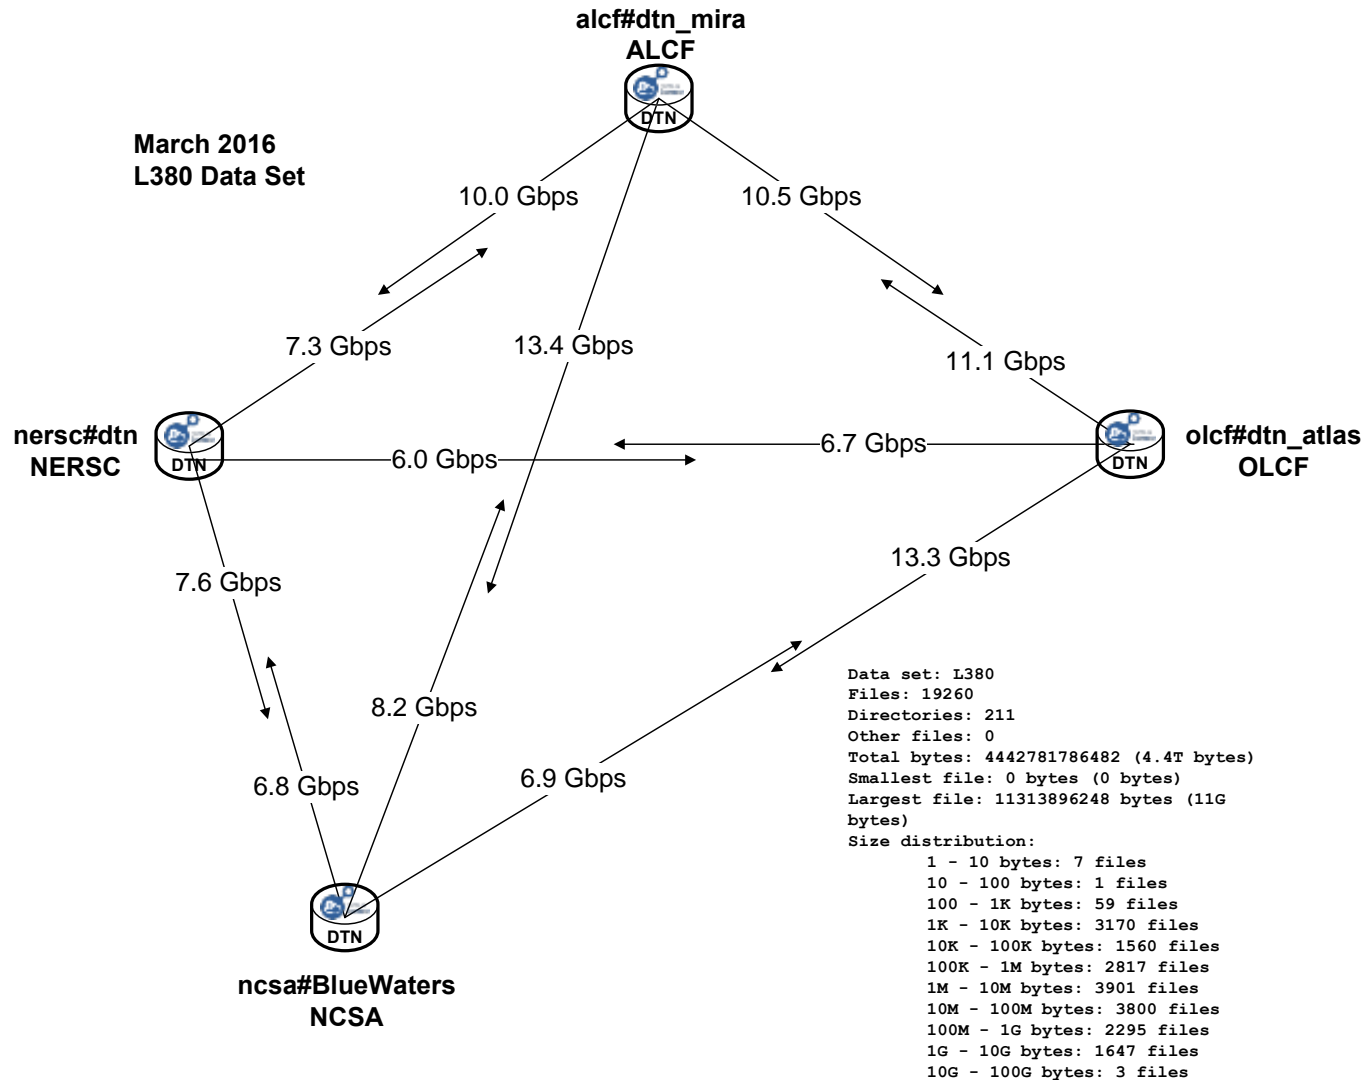 alcf#dtn_mira
ALCF
DTN
March 2016
L380 Data Set
10.0 Gbps
10.5 Gbps
7.3 Gbps
13.4 Gbps
11.1 Gbps
nersc#dtn
NERSC
DTN
6.0 Gbps
6.7 Gbps
DTN
olcf#dtn_atlas
OLCF
7.6 Gbps
13.3 Gbps
8.2 Gbps
6.8 Gbps
6.9 Gbps
DTN
ncsa#BlueWaters
NCSA
Data set: L380
Files: 19260
Directories: 211
Other files: 0
Total bytes: 4442781786482 (4.4T bytes)
Smallest file: 0 bytes (0 bytes)
Largest file: 11313896248 bytes (11G
bytes)
Size distribution:
1 - 10 bytes: 7 files
10 - 100 bytes: 1 files
100 - 1K bytes: 59 files
1K - 10K bytes: 3170 files
10K - 100K bytes: 1560 files
100K - 1M bytes: 2817 files
1M - 10M bytes: 3901 files
10M - 100M bytes: 3800 files
100M - 1G bytes: 2295 files
1G - 10G bytes: 1647 files
10G - 100G bytes: 3 files